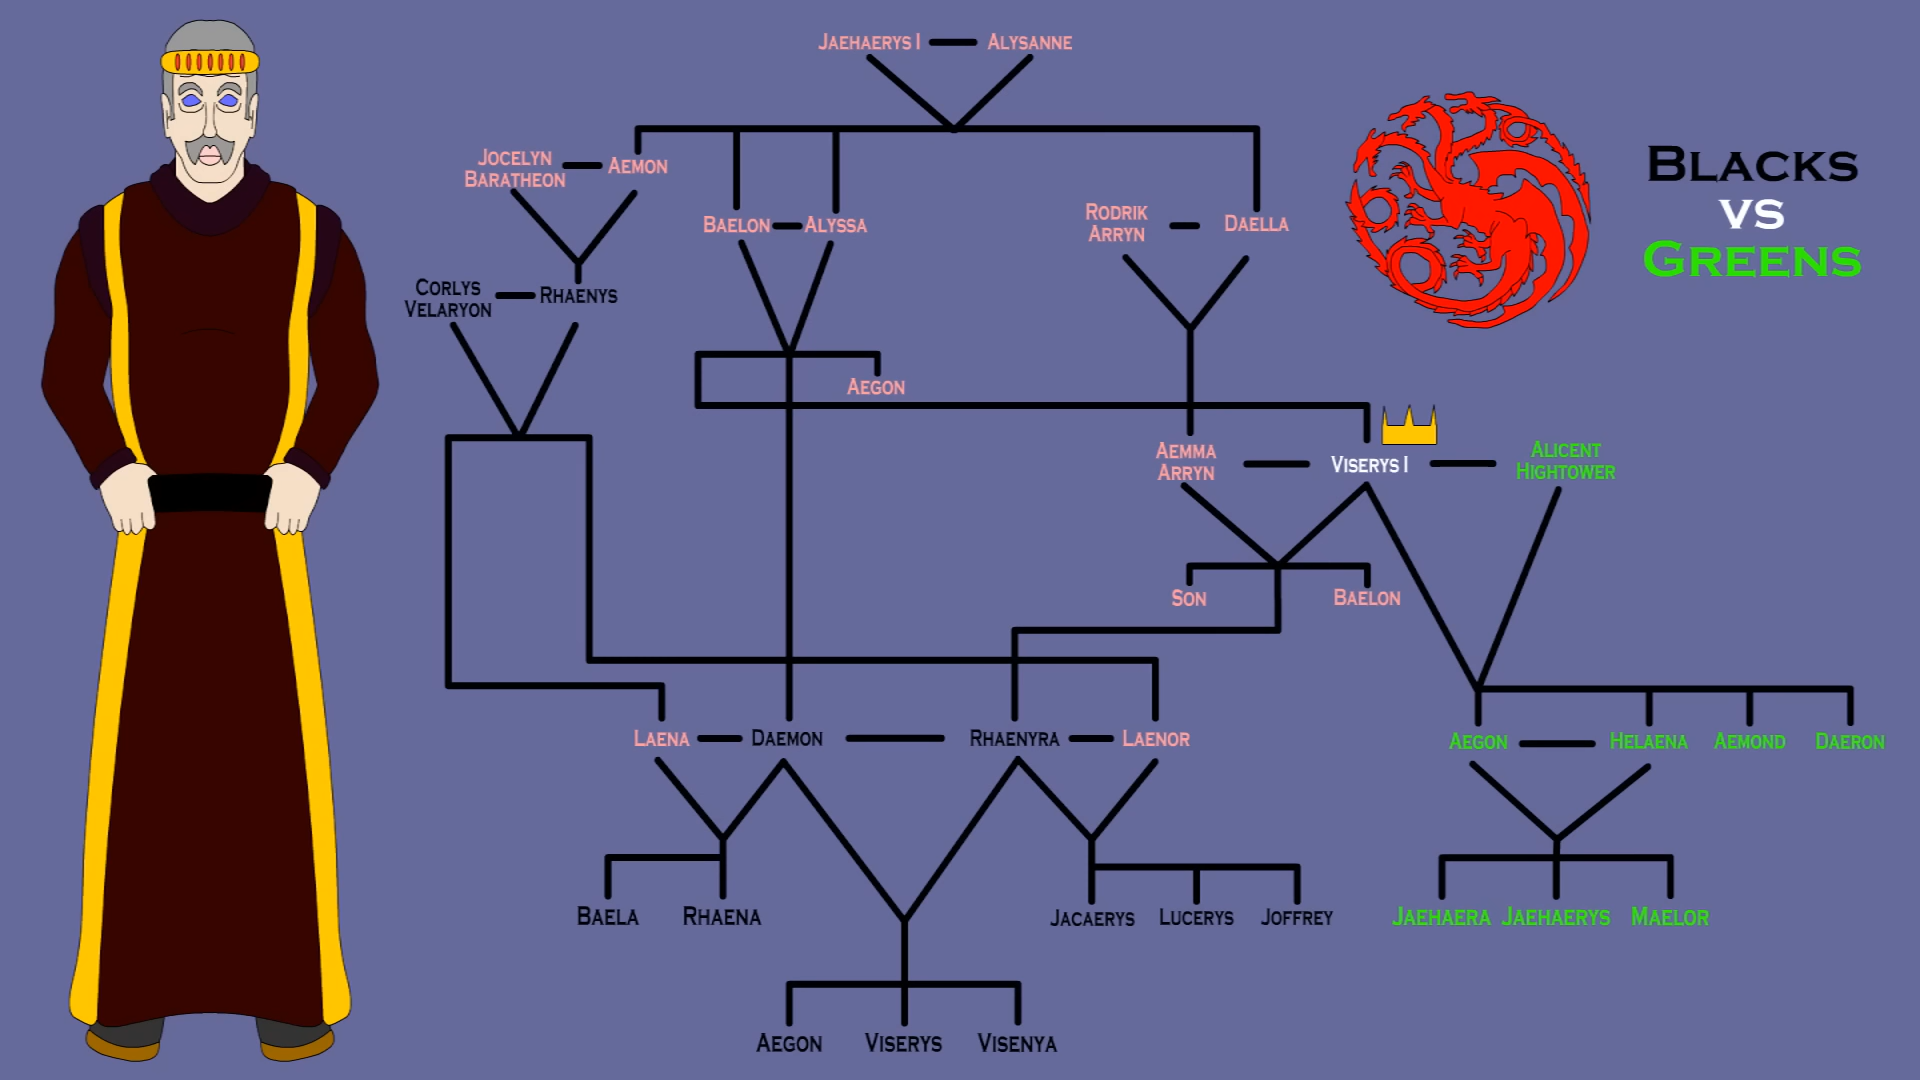 Jaehaerys I
Alysanne
Blacks
vs
Greens
Jocelyn
Baratheon
Aemon
Baelon
Alyssa
Rodrik
Arryn
Daella
Corlys
Velaryon
Rhaenys
Aegon
Aemma
Arryn
Viserys I
Alicent
Hightower
Son
Baelon
Laena
Daemon
Rhaenyra
Laenor
Aegon
Helaena
Aemond
Daeron
Baela
Rhaena
Jacaerys
Lucerys
Joffrey
Jaehaera
Jaehaerys
Maelor
Aegon
Viserys
Visenya